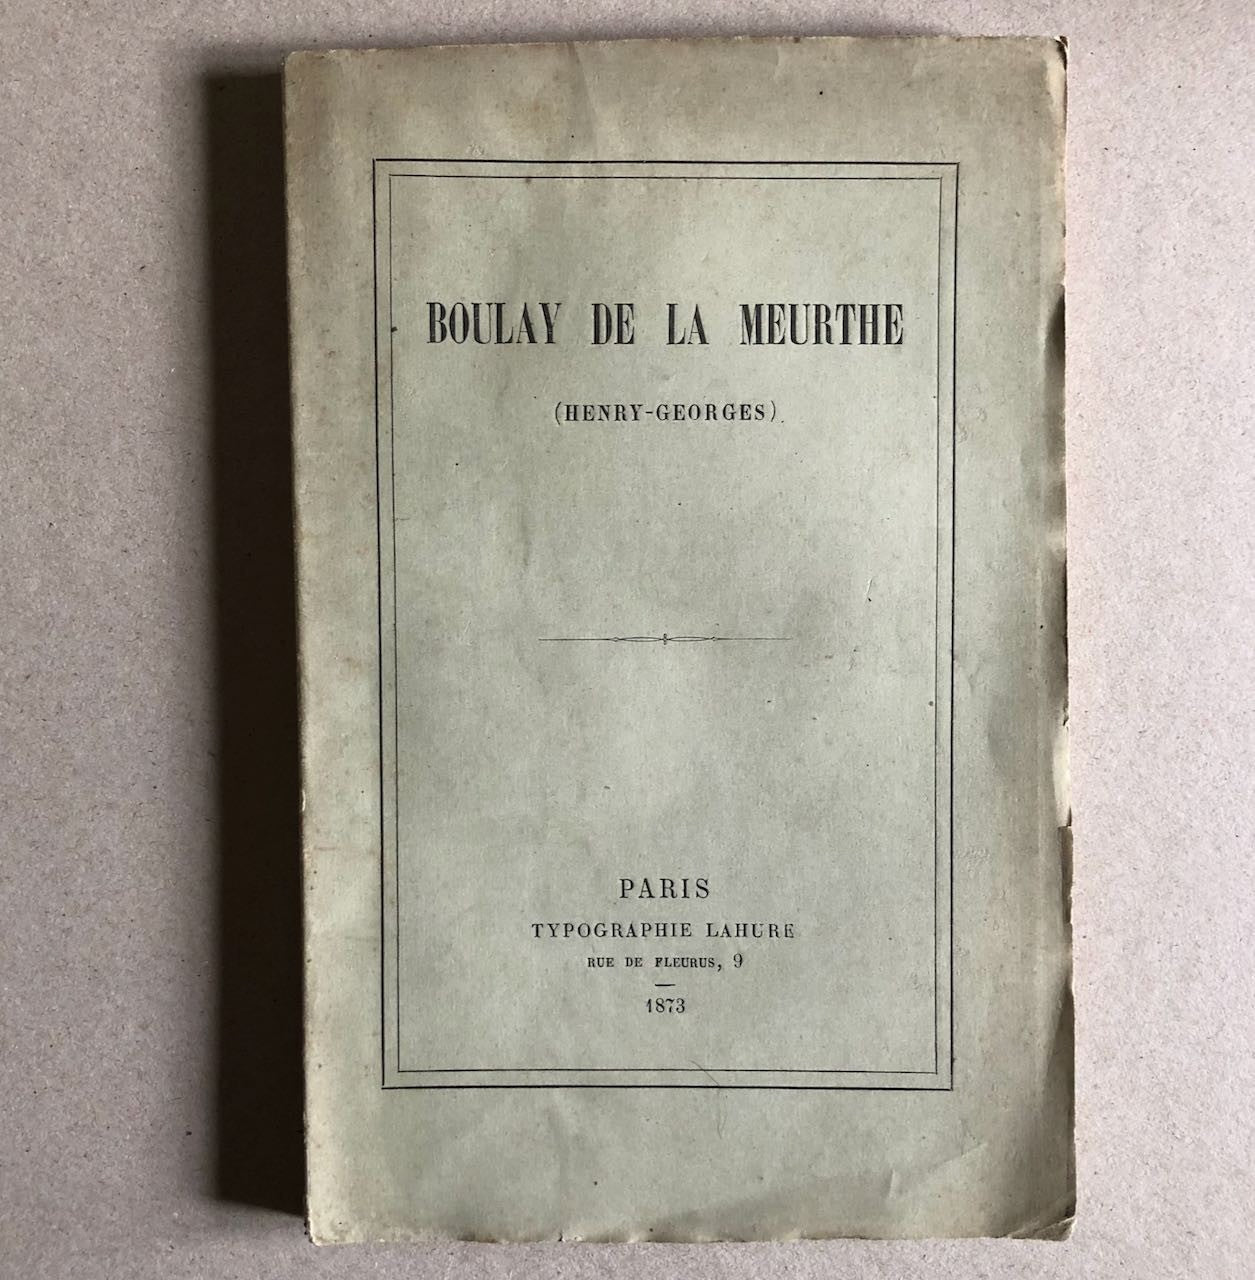 BOULAY DE LA MEURTHE
(HENRY-GEORGES)
PARIS
TYPOGRAPHIE LAHURE
RUE DE FLEURUS, 9
1873